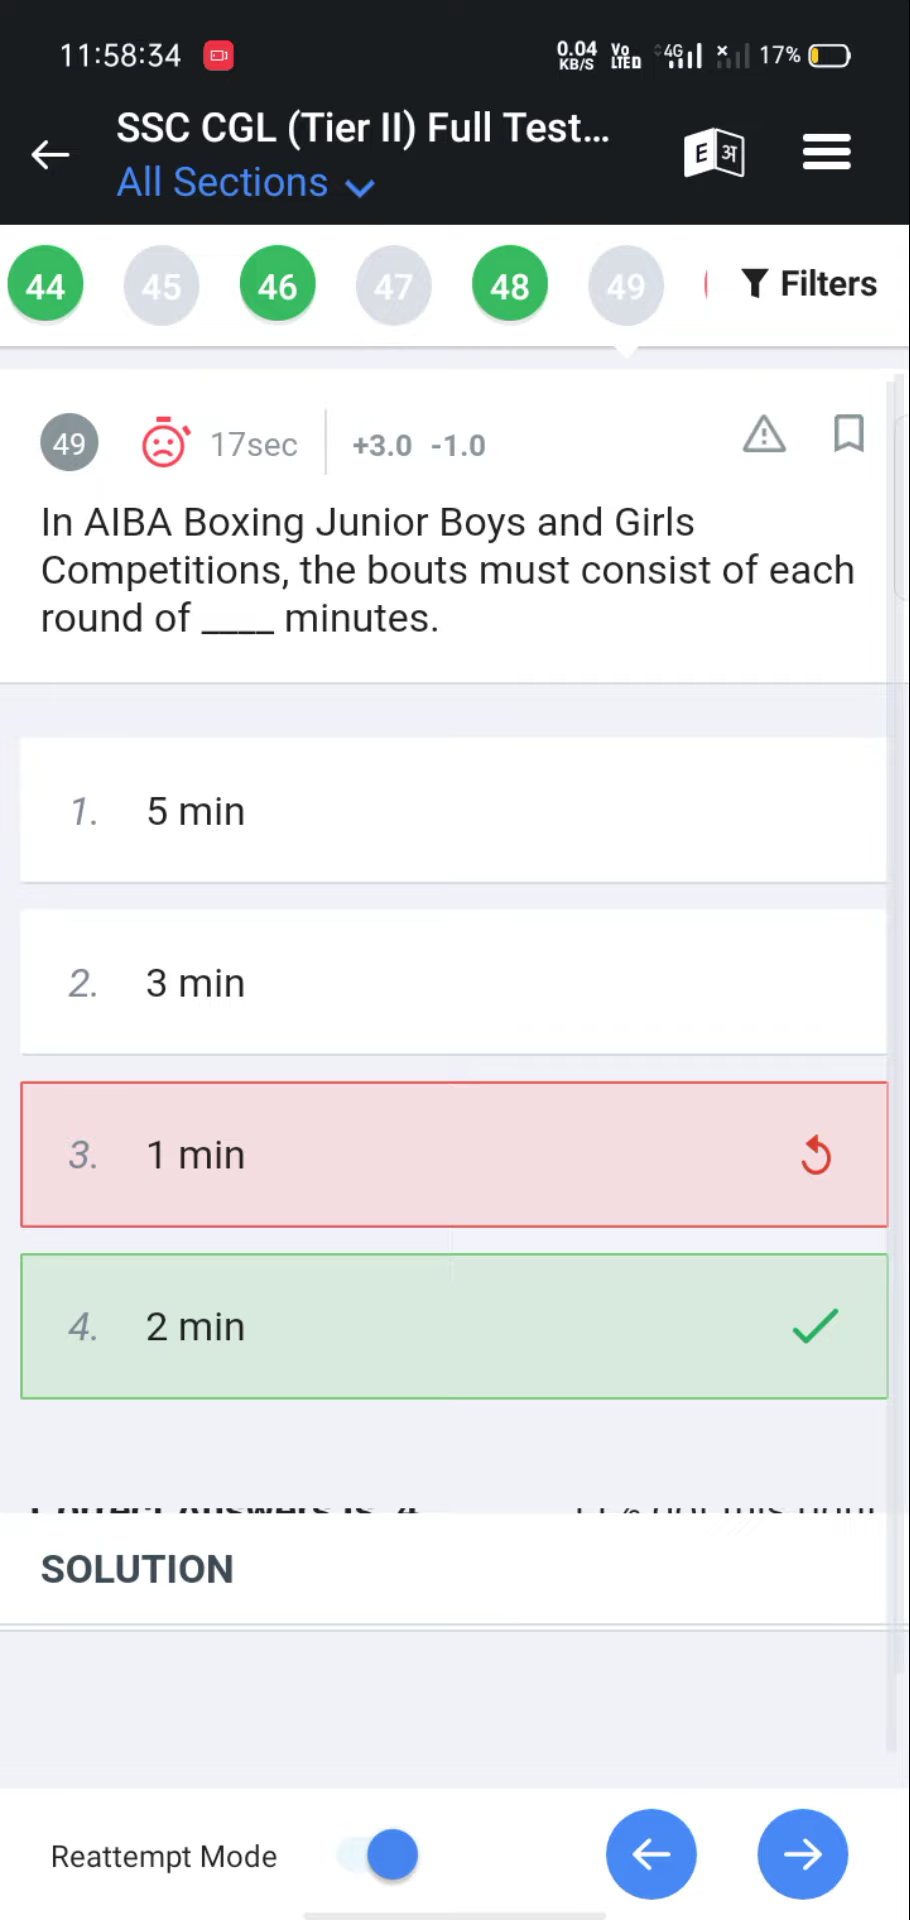 11:58:34
0.04 KB/S Vo LTED 4G 17%
SSC CGL (Tier II) Full Test...
E अ
All Sections
44 45 46 47 48 49 Filters
49 17sec +3.0 -1.0
In AIBA Boxing Junior Boys and Girls
Competitions, the bouts must consist of each
round of ____ minutes.
1. 5 min
2. 3 min
3. 1 min
4. 2 min
SOLUTION
Reattempt Mode